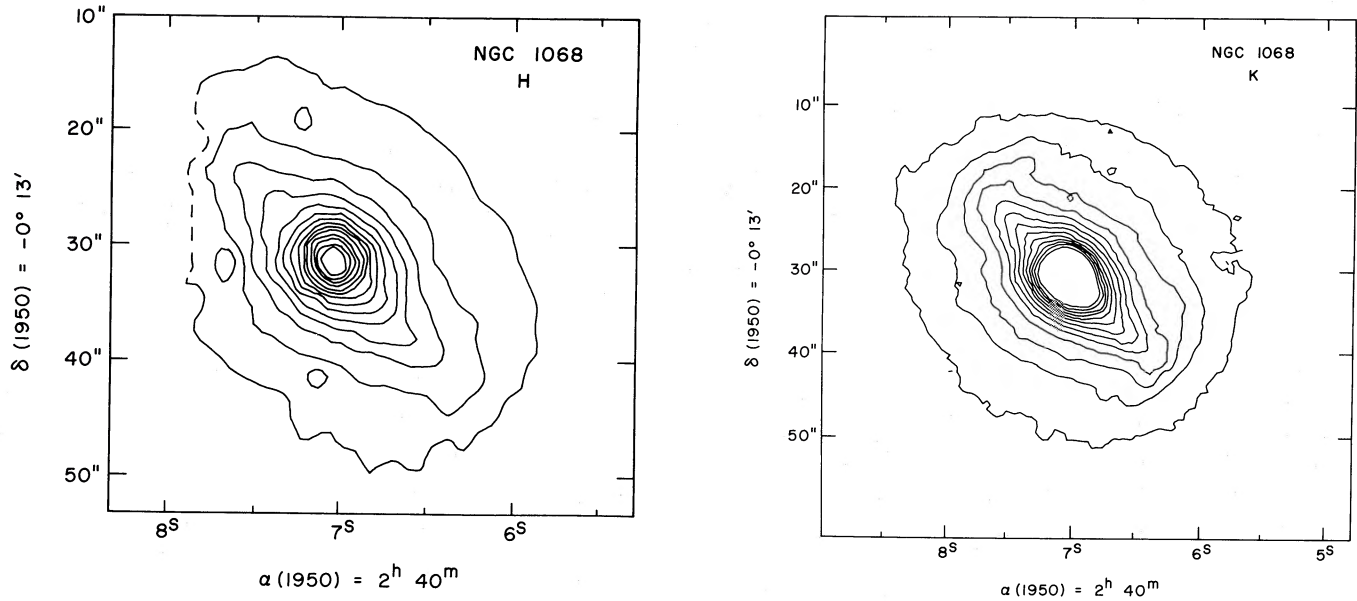 NGC 1068
H
10"
20"
30"
40"
50"
δ (1950) = -0° 13'
8ˢ
7ˢ
6ˢ
α (1950) = 2ʰ 40ᵐ
NGC 1068
K
10"
20"
30"
40"
50"
δ (1950) = -0° 13'
8ˢ
7ˢ
6ˢ
5ˢ
α (1950) = 2ʰ 40ᵐ